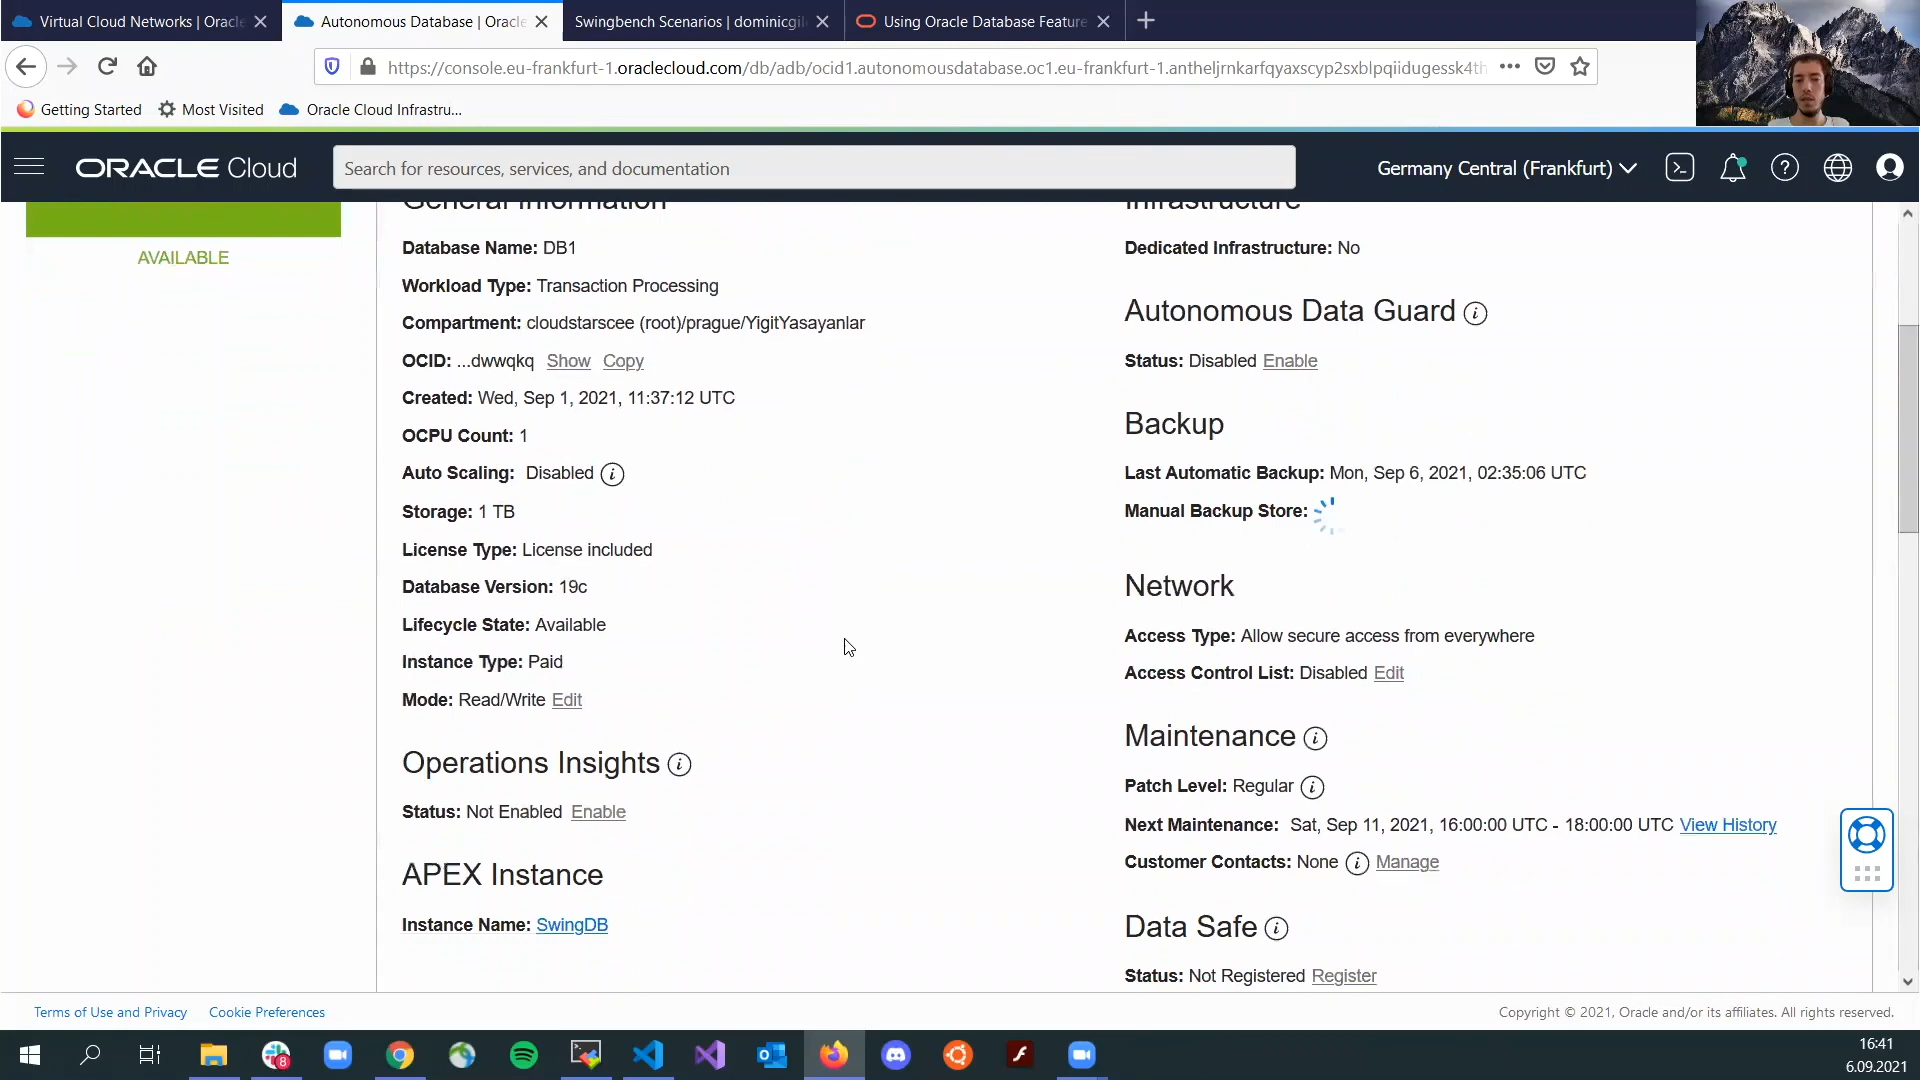 Virtual Cloud Networks | Oracle
Autonomous Database | Oracle
Swingbench Scenarios | dominicgil
Using Oracle Database Feature
https://console.eu-frankfurt-1.oraclecloud.com/db/adb/ocid1.autonomousdatabase.oc1.eu-frankfurt-1.antheljrnkarfqyaxscyp2sxblpqiidugessk4th
Getting Started
Most Visited
Oracle Cloud Infrastru...
ORACLE Cloud
Search for resources, services, and documentation
Germany Central (Frankfurt)
AVAILABLE
General Information
Database Name: DB1
Workload Type: Transaction Processing
Compartment: cloudstarscee (root)/prague/YigitYasayanlar
OCID: ...dwwqkq Show Copy
Created: Wed, Sep 1, 2021, 11:37:12 UTC
OCPU Count: 1
Auto Scaling: Disabled i
Storage: 1 TB
License Type: License included
Database Version: 19c
Lifecycle State: Available
Instance Type: Paid
Mode: Read/Write Edit
Operations Insights i
Status: Not Enabled Enable
APEX Instance
Instance Name: SwingDB
Infrastructure
Dedicated Infrastructure: No
Autonomous Data Guard i
Status: Disabled Enable
Backup
Last Automatic Backup: Mon, Sep 6, 2021, 02:35:06 UTC
Manual Backup Store:
Network
Access Type: Allow secure access from everywhere
Access Control List: Disabled Edit
Maintenance i
Patch Level: Regular i
Next Maintenance: Sat, Sep 11, 2021, 16:00:00 UTC - 18:00:00 UTC View History
Customer Contacts: None i Manage
Data Safe i
Status: Not Registered Register
Terms of Use and Privacy
Cookie Preferences
Copyright © 2021, Oracle and/or its affiliates. All rights reserved.
8
16:41
6.09.2021